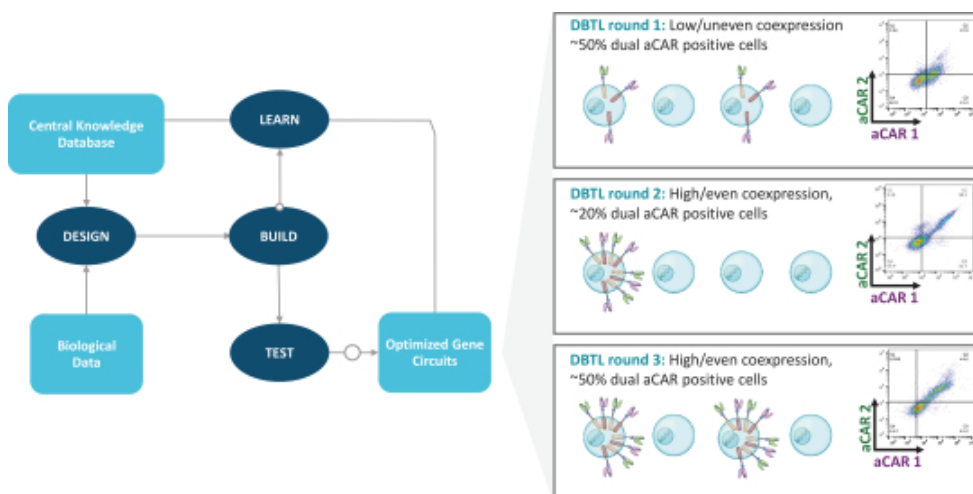 Central Knowledge
Database
LEARN
DESIGN
BUILD
Biological
Data
TEST
Optimized Gene
Circuits
DBTL round 1: Low/uneven coexpression
~50% dual aCAR positive cells
aCAR 2
aCAR 1
DBTL round 2: High/even coexpression,
~20% dual aCAR positive cells
aCAR 2
aCAR 1
DBTL round 3: High/even coexpression,
~50% dual aCAR positive cells
aCAR 2
aCAR 1